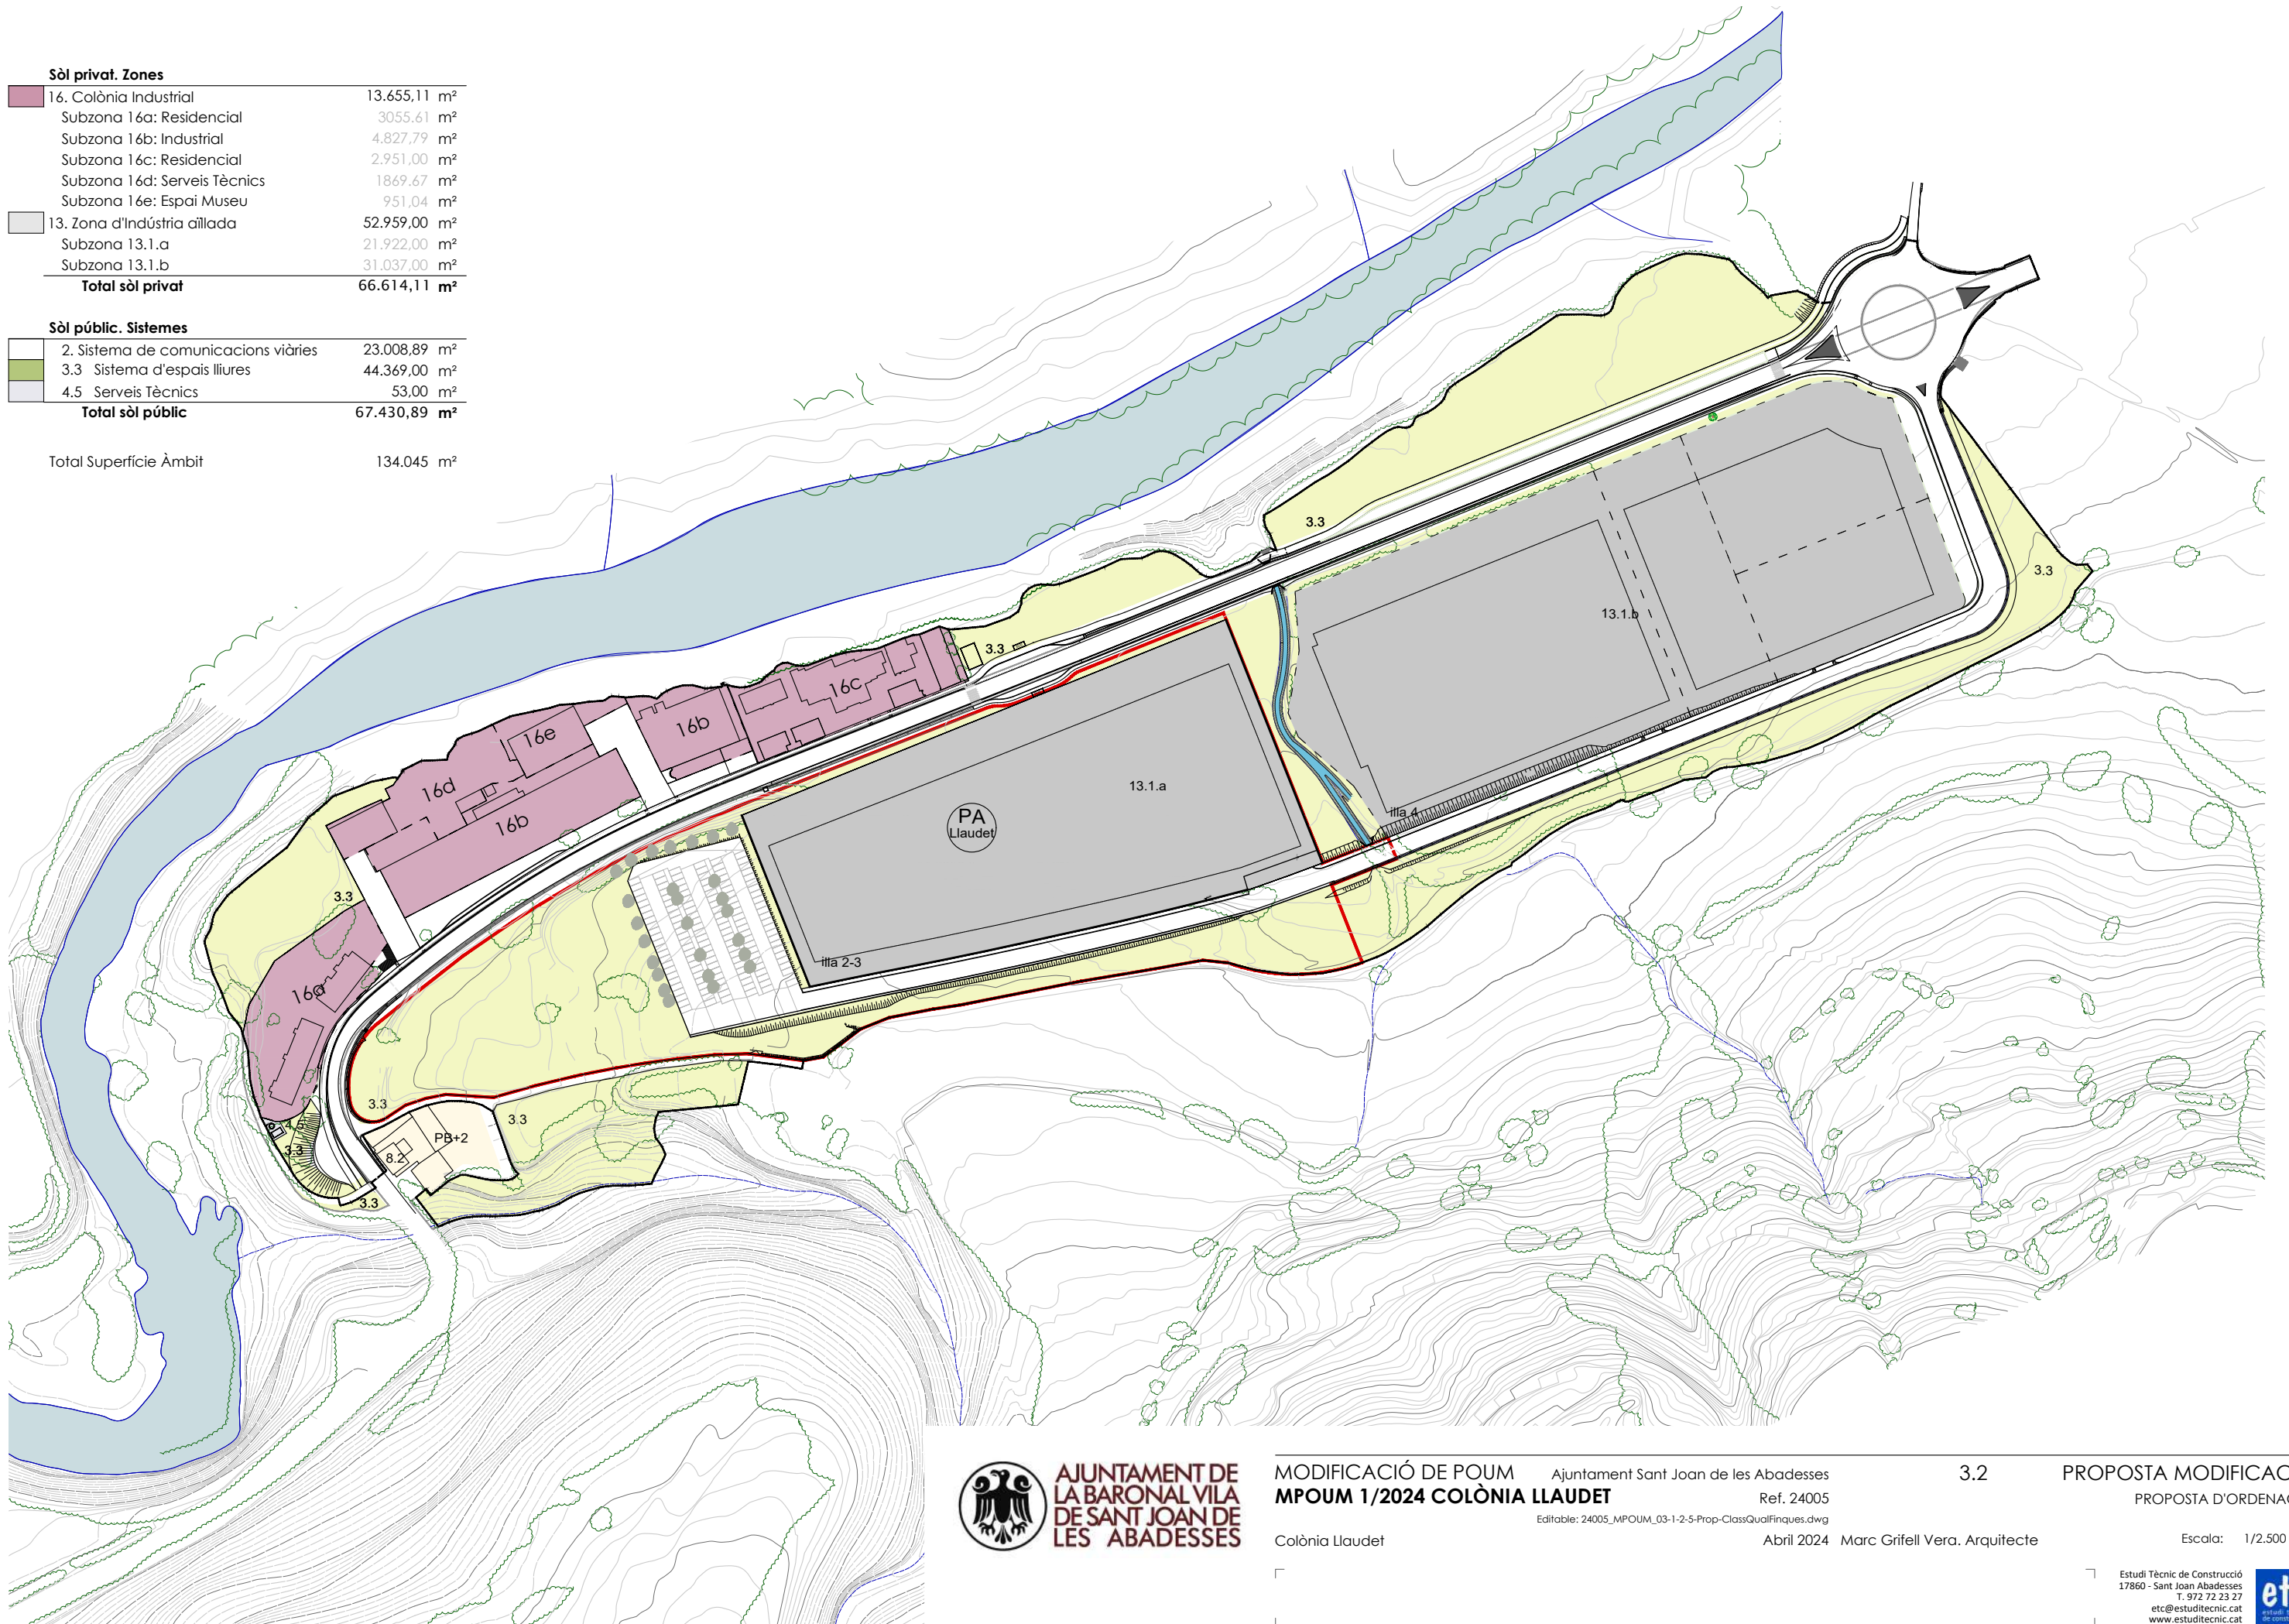 Sòl privat. Zones
16. Colònia Industrial 13.655,11 m²
Subzona 16a: Residencial 3055.61 m²
Subzona 16b: Industrial 4.827,79 m²
Subzona 16c: Residencial 2.951,00 m²
Subzona 16d: Serveis Tècnics 1869.67 m²
Subzona 16e: Espai Museu 951,04 m²
13. Zona d'Indústria aïllada 52.959,00 m²
Subzona 13.1.a 21.922,00 m²
Subzona 13.1.b 31.037,00 m²
Total sòl privat 66.614,11 m²
Sòl públic. Sistemes
2. Sistema de comunicacions viàries 23.008,89 m²
3.3 Sistema d'espais lliures 44.369,00 m²
4.5 Serveis Tècnics 53,00 m²
Total sòl públic 67.430,89 m²
Total Superfície Àmbit 134.045 m²
3.3
3.3
13.1.b
3.3
16c
16b
16e
16d
16b
13.1.a
PA
Llaudet
illa 4
3.3
illa 2-3
16a
3.3
3.3
4.5
PB+2
3.3
8.2
3.3
AJUNTAMENT DE
LA BARONAL VILA
DE SANT JOAN DE
LES ABADESSES
MODIFICACIÓ DE POUM Ajuntament Sant Joan de les Abadesses 3.2 PROPOSTA MODIFICAC
MPOUM 1/2024 COLÒNIA LLAUDET Ref. 24005 PROPOSTA D'ORDENAC
Editable: 24005_MPOUM_03-1-2-5-Prop-ClassQualFinques.dwg
Colònia Llaudet Abril 2024 Marc Grifell Vera. Arquitecte Escala: 1/2.500
Estudi Tècnic de Construcció
17860 - Sant Joan Abadesses
T. 972 72 23 27
etc@estuditecnic.cat
www.estuditecnic.cat